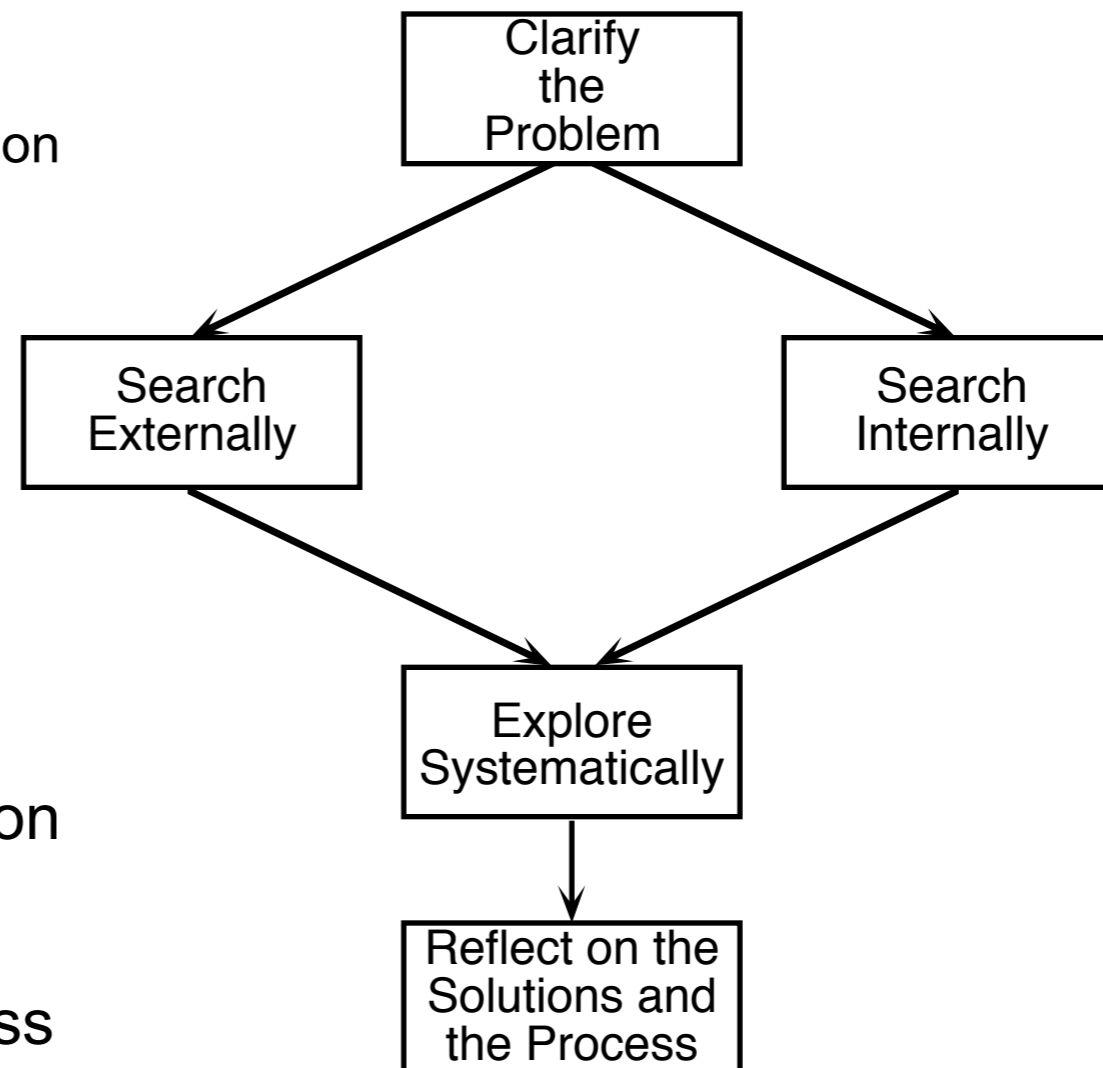 Clarify
the
Problem
on
Search
Externally
Search
Internally
Explore
Systematically
on
Reflect on the
Solutions and
the Process
ss